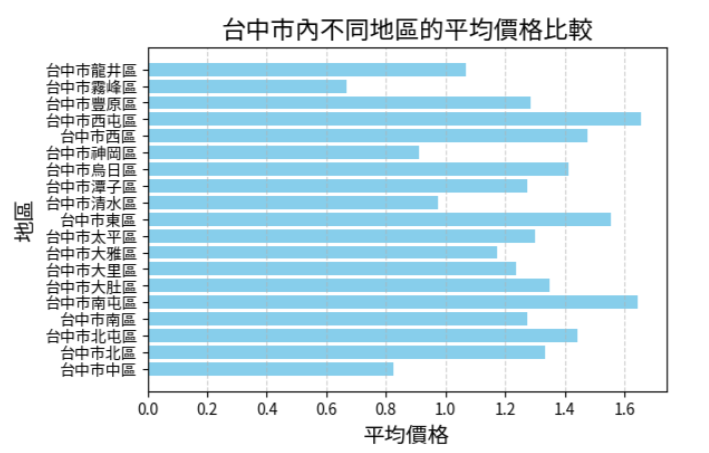 台中市內不同地區的平均價格比較
地區
台中市龍井區
台中市霧峰區
台中市豐原區
台中市西屯區
台中市西區
台中市神岡區
台中市烏日區
台中市潭子區
台中市清水區
台中市東區
台中市太平區
台中市大雅區
台中市大里區
台中市大肚區
台中市南屯區
台中市南區
台中市北屯區
台中市北區
台中市中區
0.0 0.2 0.4 0.6 0.8 1.0 1.2 1.4 1.6
平均價格